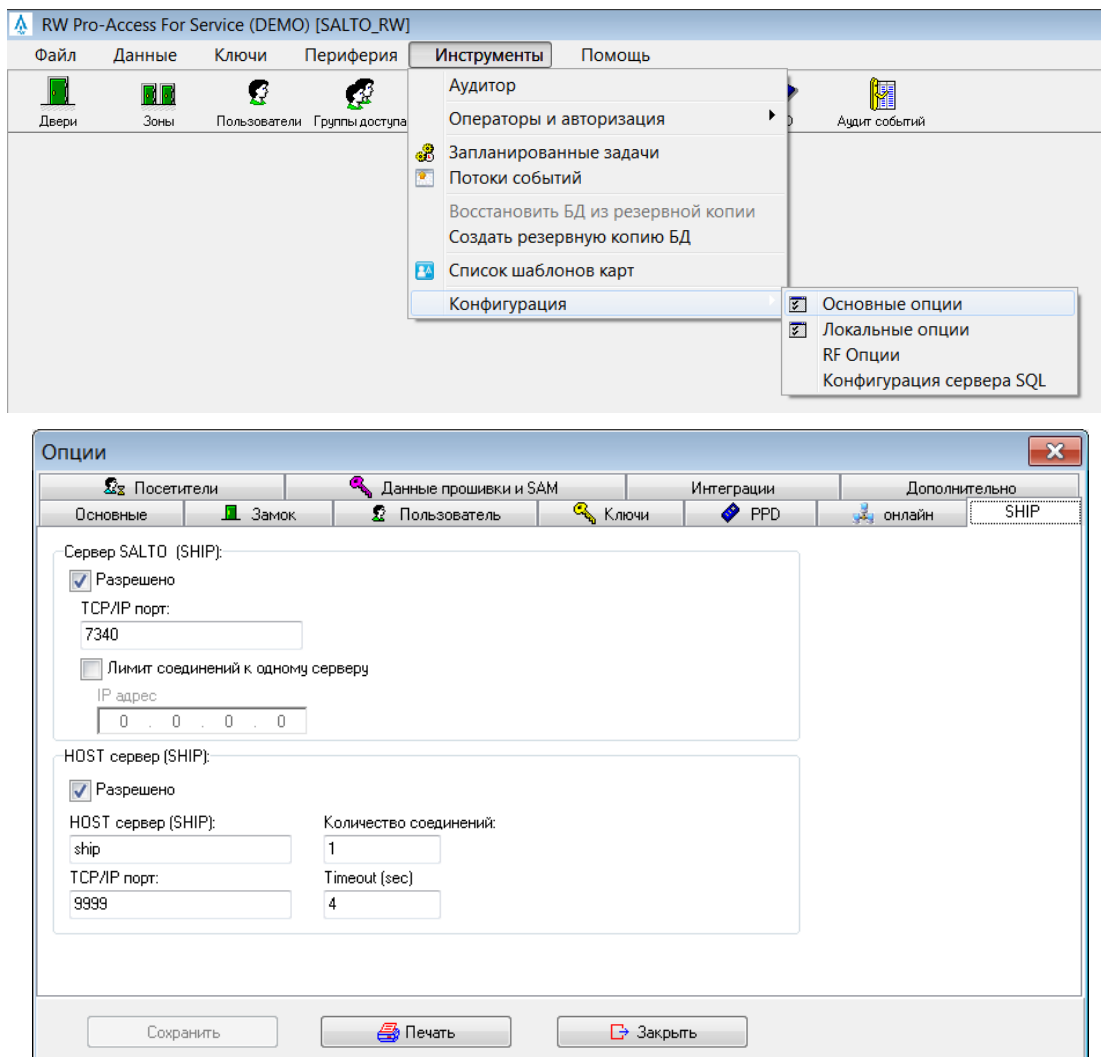 RW Pro-Access For Service (DEMO) [SALTO_RW]
Файл Данные Ключи Периферия Инструменты Помощь
Двери Зоны Пользователи Группы доступа Аудит событий
Аудитор
Операторы и авторизация
Запланированные задачи
Потоки событий
Восстановить БД из резервной копии
Создать резервную копию БД
Список шаблонов карт
Конфигурация
Основные опции
Локальные опции
RF Опции
Конфигурация сервера SQL
Опции
Посетители Данные прошивки и SAM Интеграции Дополнительно
Основные Замок Пользователь Ключи PPD онлайн SHIP
Сервер SALTO (SHIP):
Разрешено
TCP/IP порт:
7340
Лимит соединений к одному серверу
IP адрес
0 . 0 . 0 . 0
HOST сервер (SHIP):
Разрешено
HOST сервер (SHIP): Количество соединений:
ship 1
TCP/IP порт: Timeout (sec)
9999 4
Сохранить Печать Закрыть